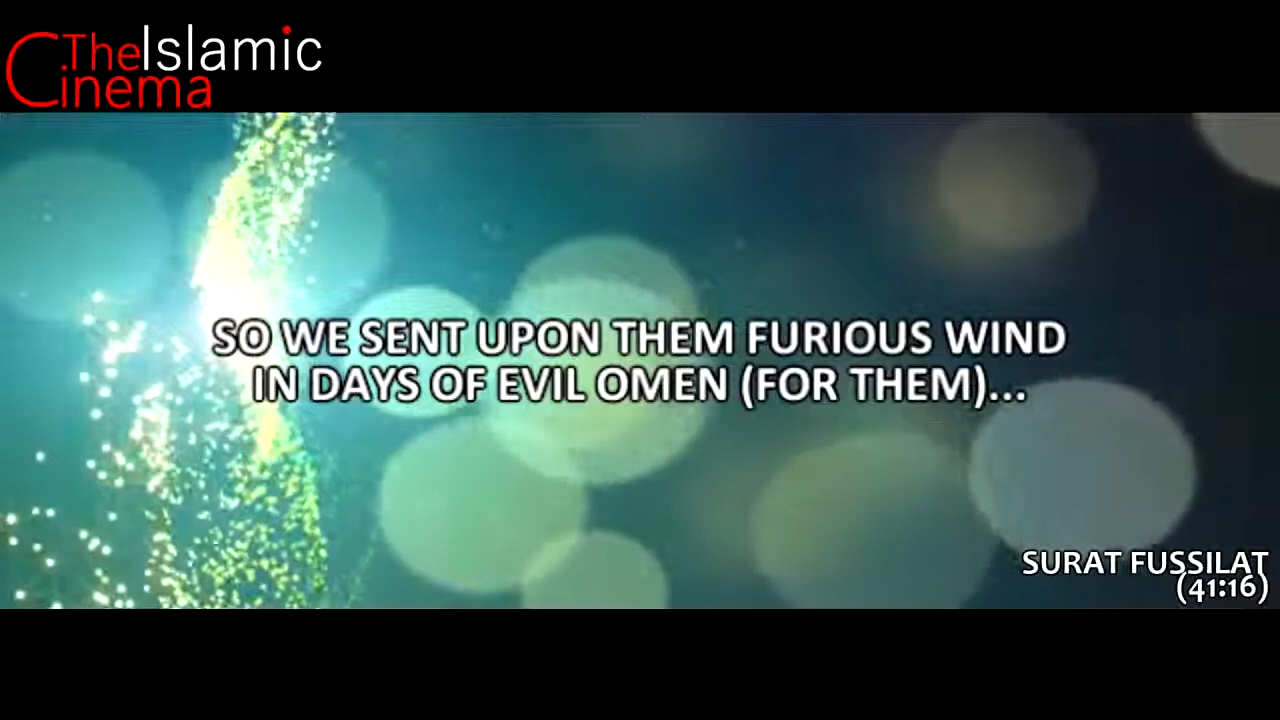 TheIslamic
Cinema
SO WE SENT UPON THEM FURIOUS WIND
IN DAYS OF EVIL OMEN (FOR THEM)...
SURAT FUSSILAT
(41:16)